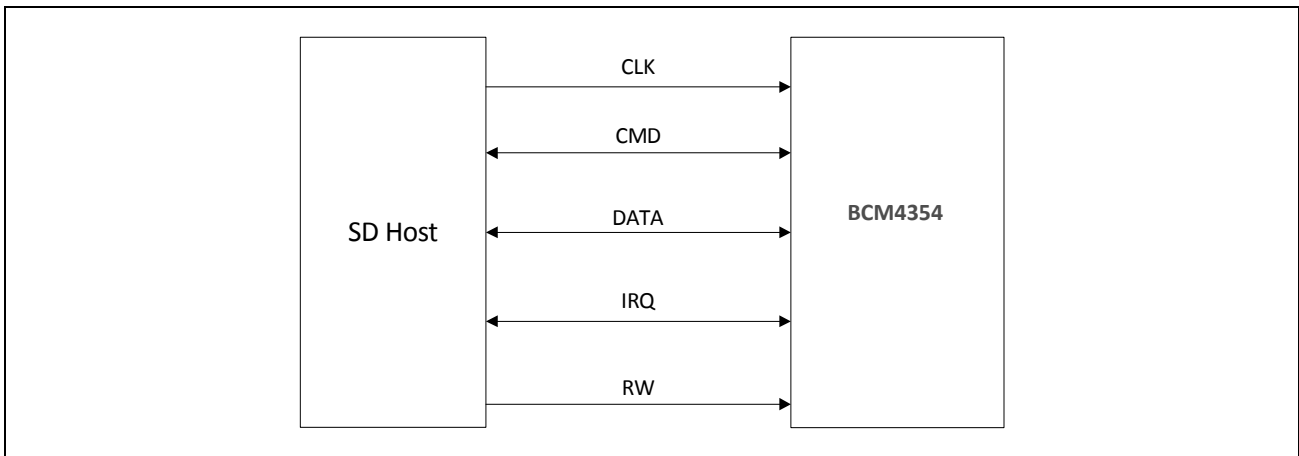 CLK
CMD
DATA
IRQ
RW
SD Host
BCM4354